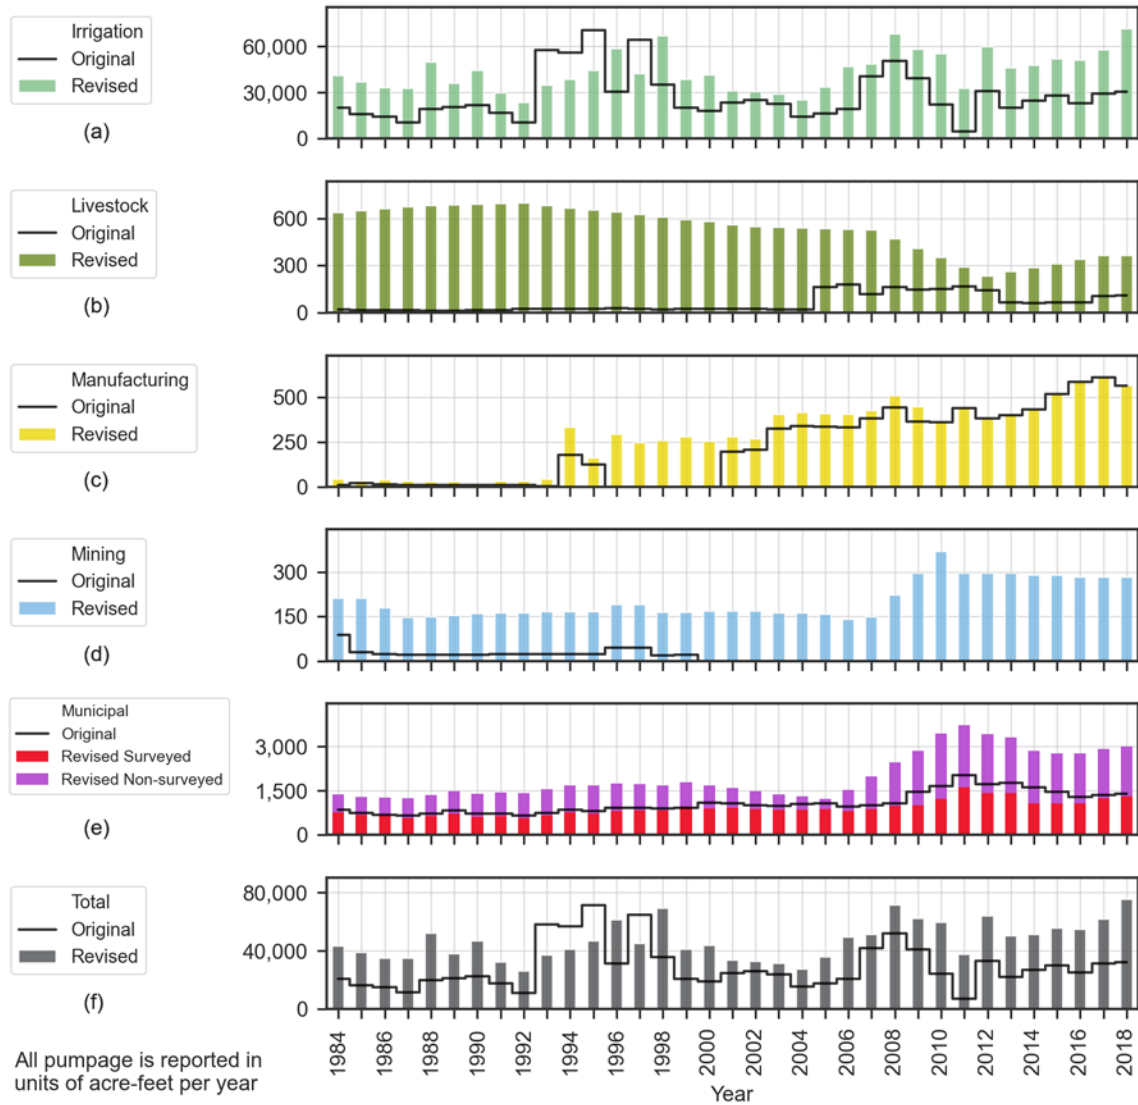 Irrigation
Original
Revised
(a)
60,000
30,000
0
Livestock
Original
Revised
(b)
600
300
0
Manufacturing
Original
Revised
(c)
500
250
0
Mining
Original
Revised
(d)
300
150
0
Municipal
Original
Revised Surveyed
Revised Non-surveyed
(e)
3,000
1,500
0
Total
Original
Revised
(f)
80,000
40,000
0
1984 1986 1988 1990 1992 1994 1996 1998 2000 2002 2004 2006 2008 2010 2012 2014 2016 2018
Year
All pumpage is reported in
units of acre-feet per year